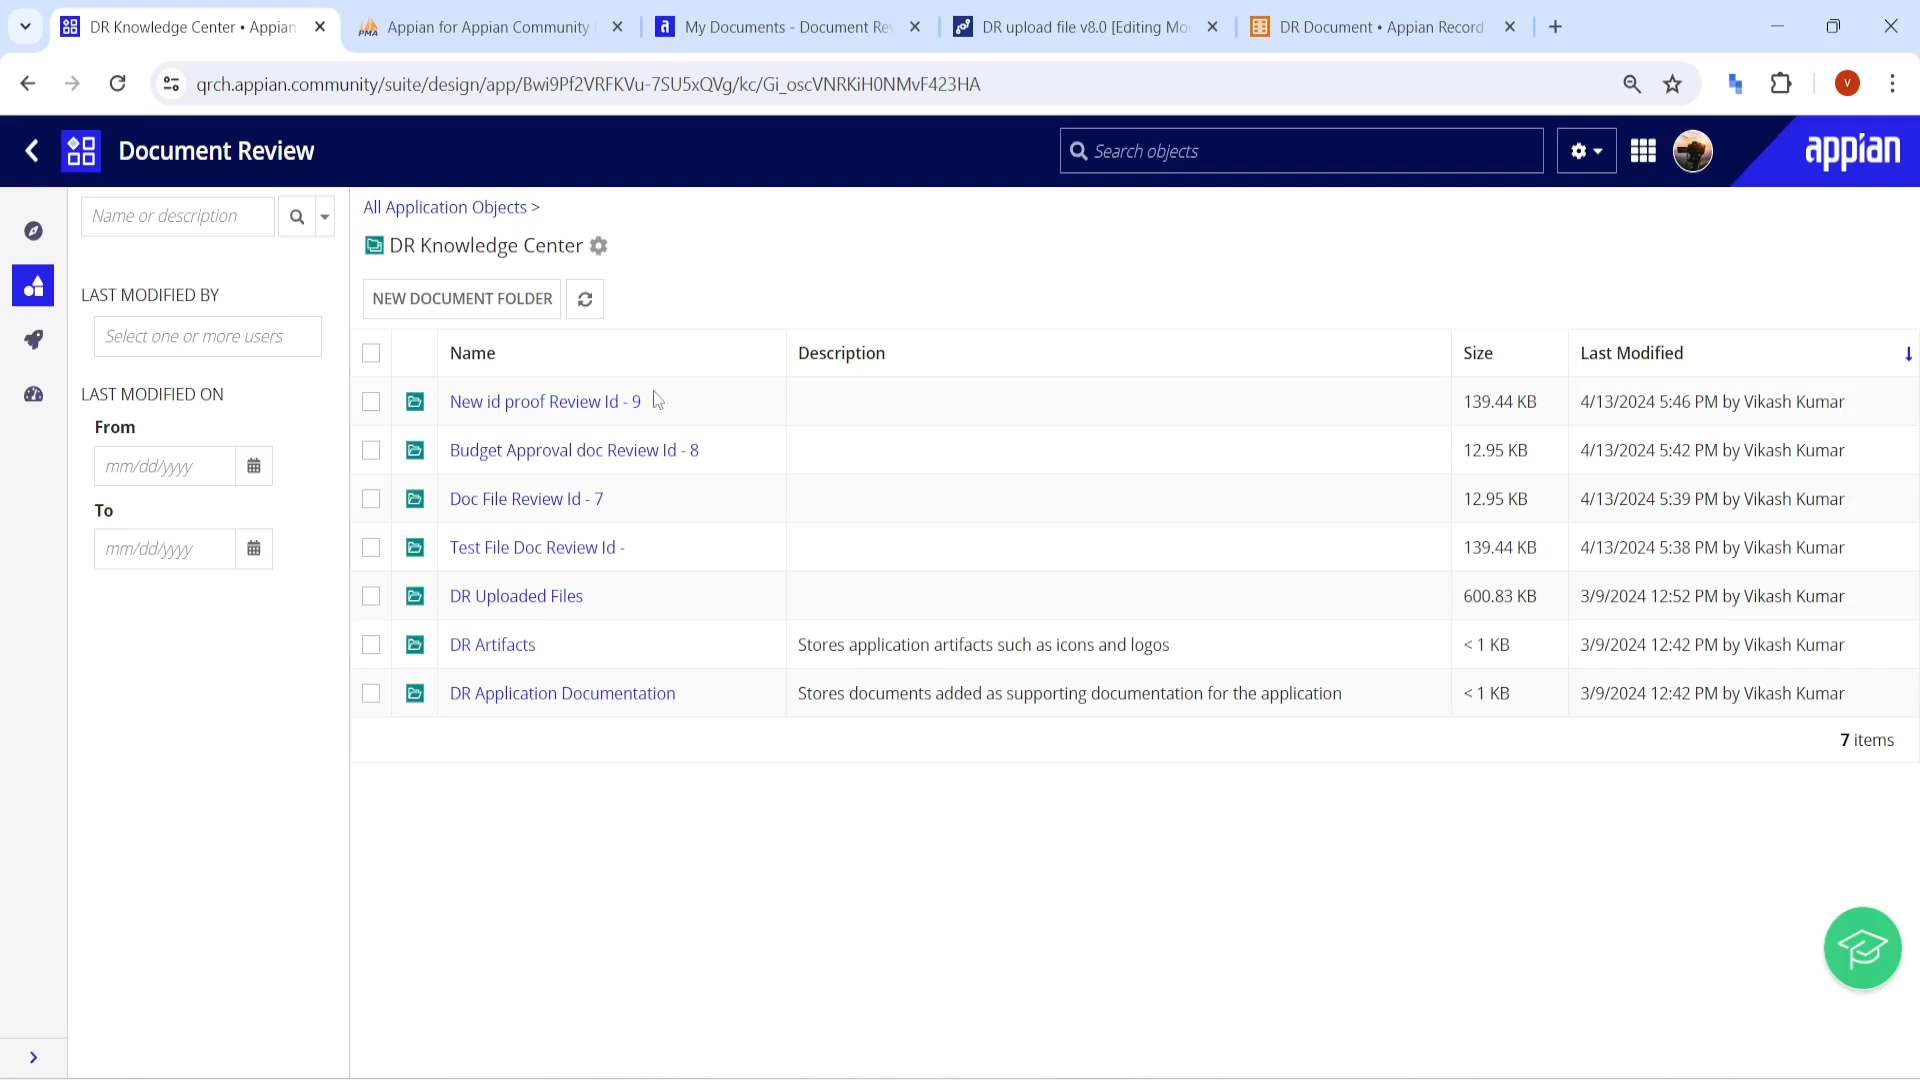 DR Knowledge Center • Appian
Appian for Appian Community
My Documents - Document Rev
DR upload file v8.0 [Editing Mo
DR Document • Appian Record
qrch.appian.community/suite/design/app/Bwi9Pf2VRFKVu-7SU5xQVg/kc/Gi_oscVNRKiH0NMvF423HA
V
Document Review
Search objects
appian
Name or description
LAST MODIFIED BY
Select one or more users
LAST MODIFIED ON
From
mm/dd/yyyy
To
mm/dd/yyyy
All Application Objects >
DR Knowledge Center
NEW DOCUMENT FOLDER
Name Description Size Last Modified
New id proof Review Id - 9 139.44 KB 4/13/2024 5:46 PM by Vikash Kumar
Budget Approval doc Review Id - 8 12.95 KB 4/13/2024 5:42 PM by Vikash Kumar
Doc File Review Id - 7 12.95 KB 4/13/2024 5:39 PM by Vikash Kumar
Test File Doc Review Id - 139.44 KB 4/13/2024 5:38 PM by Vikash Kumar
DR Uploaded Files 600.83 KB 3/9/2024 12:52 PM by Vikash Kumar
DR Artifacts Stores application artifacts such as icons and logos < 1 KB 3/9/2024 12:42 PM by Vikash Kumar
DR Application Documentation Stores documents added as supporting documentation for the application < 1 KB 3/9/2024 12:42 PM by Vikash Kumar
7 items